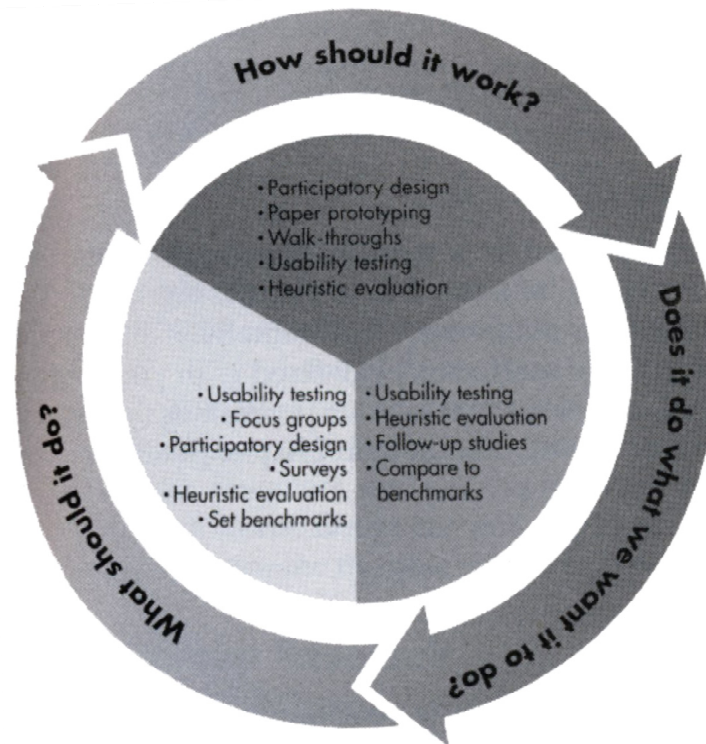 How should it work?
• Participatory design
• Paper prototyping
• Walk-throughs
• Usability testing
• Heuristic evaluation
Does it do what we want it to do?
• Usability testing
• Heuristic evaluation
• Follow-up studies
• Compare to
benchmarks
What should it do?
• Usability testing
• Focus groups
• Participatory design
• Surveys
• Heuristic evaluation
• Set benchmarks